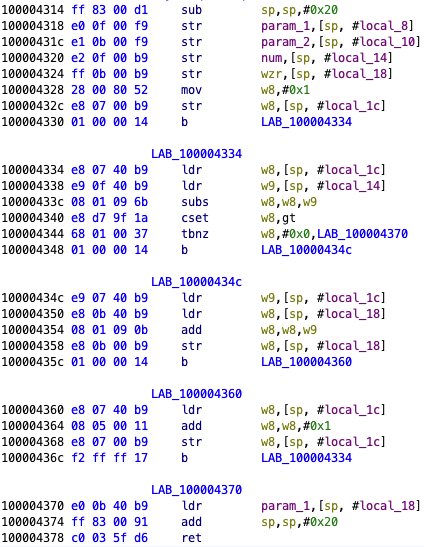 100004314 ff 83 00 d1 sub sp,sp,#0x20
100004318 e0 0f 00 f9 str param_1,[sp, #local_8]
10000431c e1 0b 00 f9 str param_2,[sp, #local_10]
100004320 e2 0f 00 b9 str num,[sp, #local_14]
100004324 ff 0b 00 b9 str wzr,[sp, #local_18]
100004328 28 00 80 52 mov w8,#0x1
10000432c e8 07 00 b9 str w8,[sp, #local_1c]
100004330 01 00 00 14 b LAB_100004334
LAB_100004334
100004334 e8 07 40 b9 ldr w8,[sp, #local_1c]
100004338 e9 0f 40 b9 ldr w9,[sp, #local_14]
10000433c 08 01 09 6b subs w8,w8,w9
100004340 e8 d7 9f 1a cset w8,gt
100004344 68 01 00 37 tbnz w8,#0x0,LAB_100004370
100004348 01 00 00 14 b LAB_10000434c
LAB_10000434c
10000434c e9 07 40 b9 ldr w9,[sp, #local_1c]
100004350 e8 0b 40 b9 ldr w8,[sp, #local_18]
100004354 08 01 09 0b add w8,w8,w9
100004358 e8 0b 00 b9 str w8,[sp, #local_18]
10000435c 01 00 00 14 b LAB_100004360
LAB_100004360
100004360 e8 07 40 b9 ldr w8,[sp, #local_1c]
100004364 08 05 00 11 add w8,w8,#0x1
100004368 e8 07 00 b9 str w8,[sp, #local_1c]
10000436c f2 ff ff 17 b LAB_100004334
LAB_100004370
100004370 e0 0b 40 b9 ldr param_1,[sp, #local_18]
100004374 ff 83 00 91 add sp,sp,#0x20
100004378 c0 03 5f d6 ret